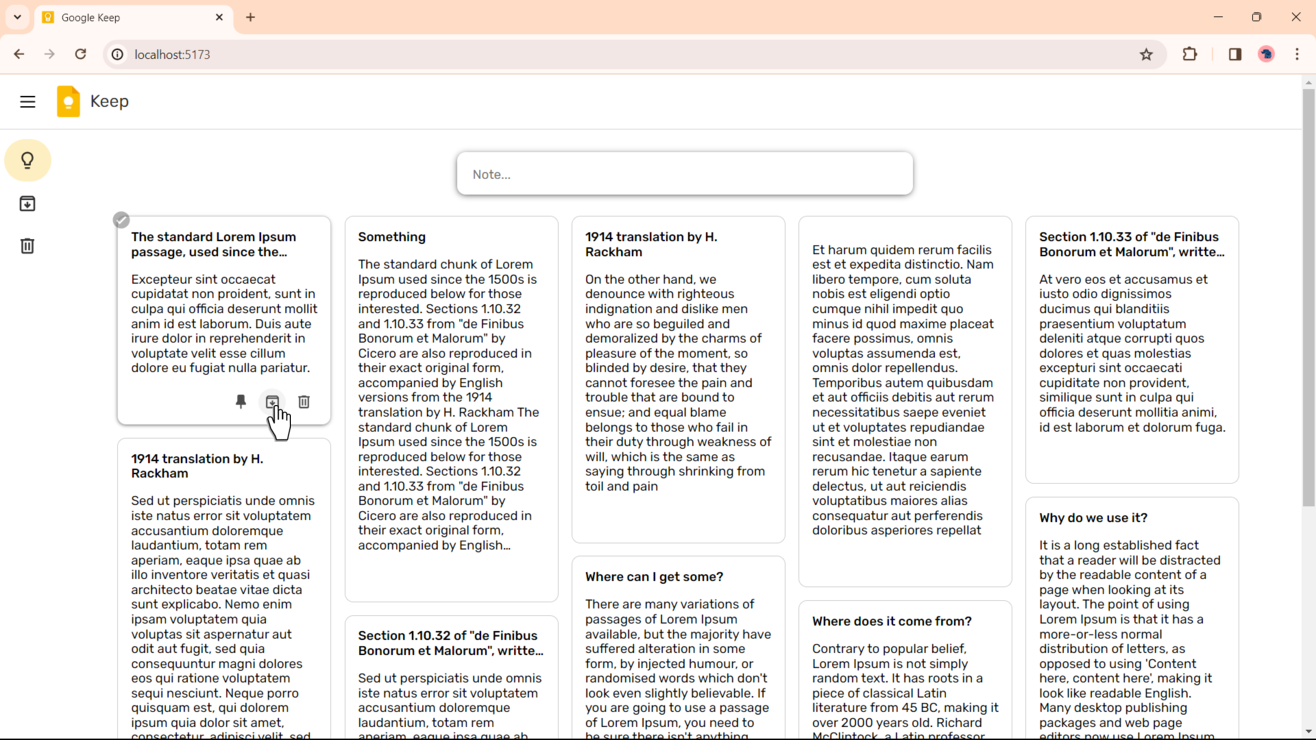 Google Keep
localhost:5173
Keep
Note...
The standard Lorem Ipsum
passage, used since the...
Excepteur sint occaecat
cupidatat non proident, sunt in
culpa qui officia deserunt mollit
anim id est laborum. Duis aute
irure dolor in reprehenderit in
voluptate velit esse cillum
dolore eu fugiat nulla pariatur.
1914 translation by H.
Rackham
Sed ut perspiciatis unde omnis
iste natus error sit voluptatem
accusantium doloremque
laudantium, totam rem
aperiam, eaque ipsa quae ab
illo inventore veritatis et quasi
architecto beatae vitae dicta
sunt explicabo. Nemo enim
ipsam voluptatem quia
voluptas sit aspernatur aut
odit aut fugit, sed quia
consequuntur magni dolores
eos qui ratione voluptatem
sequi nesciunt. Neque porro
quisquam est, qui dolorem
ipsum quia dolor sit amet,
consectetur, adipisci velit, sed
Something
The standard chunk of Lorem
Ipsum used since the 1500s is
reproduced below for those
interested. Sections 1.10.32
and 1.10.33 from "de Finibus
Bonorum et Malorum" by
Cicero are also reproduced in
their exact original form,
accompanied by English
versions from the 1914
translation by H. Rackham The
standard chunk of Lorem
Ipsum used since the 1500s is
reproduced below for those
interested. Sections 1.10.32
and 1.10.33 from "de Finibus
Bonorum et Malorum" by
Cicero are also reproduced in
their exact original form,
accompanied by English...
Section 1.10.32 of "de Finibus
Bonorum et Malorum", writte...
Sed ut perspiciatis unde omnis
iste natus error sit voluptatem
accusantium doloremque
laudantium, totam rem
aperiam, eaque ipsa quae ab
1914 translation by H.
Rackham
On the other hand, we
denounce with righteous
indignation and dislike men
who are so beguiled and
demoralized by the charms of
pleasure of the moment, so
blinded by desire, that they
cannot foresee the pain and
trouble that are bound to
ensue; and equal blame
belongs to those who fail in
their duty through weakness of
will, which is the same as
saying through shrinking from
toil and pain
Where can I get some?
There are many variations of
passages of Lorem Ipsum
available, but the majority have
suffered alteration in some
form, by injected humour, or
randomised words which don't
look even slightly believable. If
you are going to use a passage
of Lorem Ipsum, you need to
be sure there isn't anything
Et harum quidem rerum facilis
est et expedita distinctio. Nam
libero tempore, cum soluta
nobis est eligendi optio
cumque nihil impedit quo
minus id quod maxime placeat
facere possimus, omnis
voluptas assumenda est,
omnis dolor repellendus.
Temporibus autem quibusdam
et aut officiis debitis aut rerum
necessitatibus saepe eveniet
ut et voluptates repudiandae
sint et molestiae non
recusandae. Itaque earum
rerum hic tenetur a sapiente
delectus, ut aut reiciendis
voluptatibus maiores alias
consequatur aut perferendis
doloribus asperiores repellat
Where does it come from?
Contrary to popular belief,
Lorem Ipsum is not simply
random text. It has roots in a
piece of classical Latin
literature from 45 BC, making it
over 2000 years old. Richard
McClintock, a Latin professor
Section 1.10.33 of "de Finibus
Bonorum et Malorum", writte...
At vero eos et accusamus et
iusto odio dignissimos
ducimus qui blanditiis
praesentium voluptatum
deleniti atque corrupti quos
dolores et quas molestias
excepturi sint occaecati
cupiditate non provident,
similique sunt in culpa qui
officia deserunt mollitia animi,
id est laborum et dolorum fuga.
Why do we use it?
It is a long established fact
that a reader will be distracted
by the readable content of a
page when looking at its
layout. The point of using
Lorem Ipsum is that it has a
more-or-less normal
distribution of letters, as
opposed to using 'Content
here, content here', making it
look like readable English.
Many desktop publishing
packages and web page
editors now use Lorem Ipsum